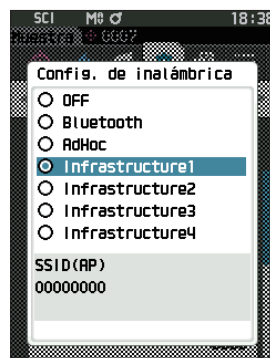 SCI M0 18:38
Muestra 0007
Config. de inalámbrica
OFF
Bluetooth
AdHoc
Infrastructure1
Infrastructure2
Infrastructure3
Infrastructure4
SSID(AP)
00000000